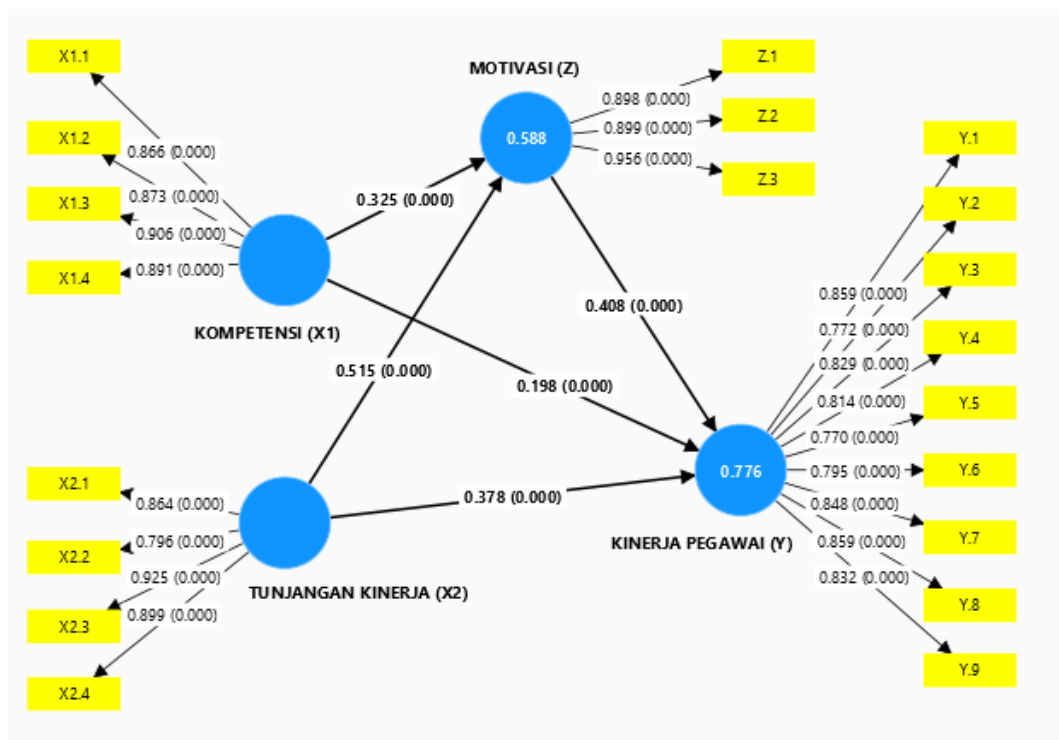 X1.1
X1.2
X1.3
X1.4
0.866 (0.000)
0.873 (0.000)
0.906 (0.000)
0.891 (0.000)
KOMPETENSI (X1)
MOTIVASI (Z)
0.588
0.898 (0.000)
0.899 (0.000)
0.956 (0.000)
Z.1
Z.2
Z.3
0.325 (0.000)
0.515 (0.000)
0.408 (0.000)
0.198 (0.000)
0.378 (0.000)
X2.1
X2.2
X2.3
X2.4
0.864 (0.000)
0.796 (0.000)
0.925 (0.000)
0.899 (0.000)
TUNJANGAN KINERJA (X2)
0.776
KINERJA PEGAWAI (Y)
0.859 (0.000)
0.772 (0.000)
0.829 (0.000)
0.814 (0.000)
0.770 (0.000)
0.795 (0.000)
0.848 (0.000)
0.859 (0.000)
0.832 (0.000)
Y.1
Y.2
Y.3
Y.4
Y.5
Y.6
Y.7
Y.8
Y.9